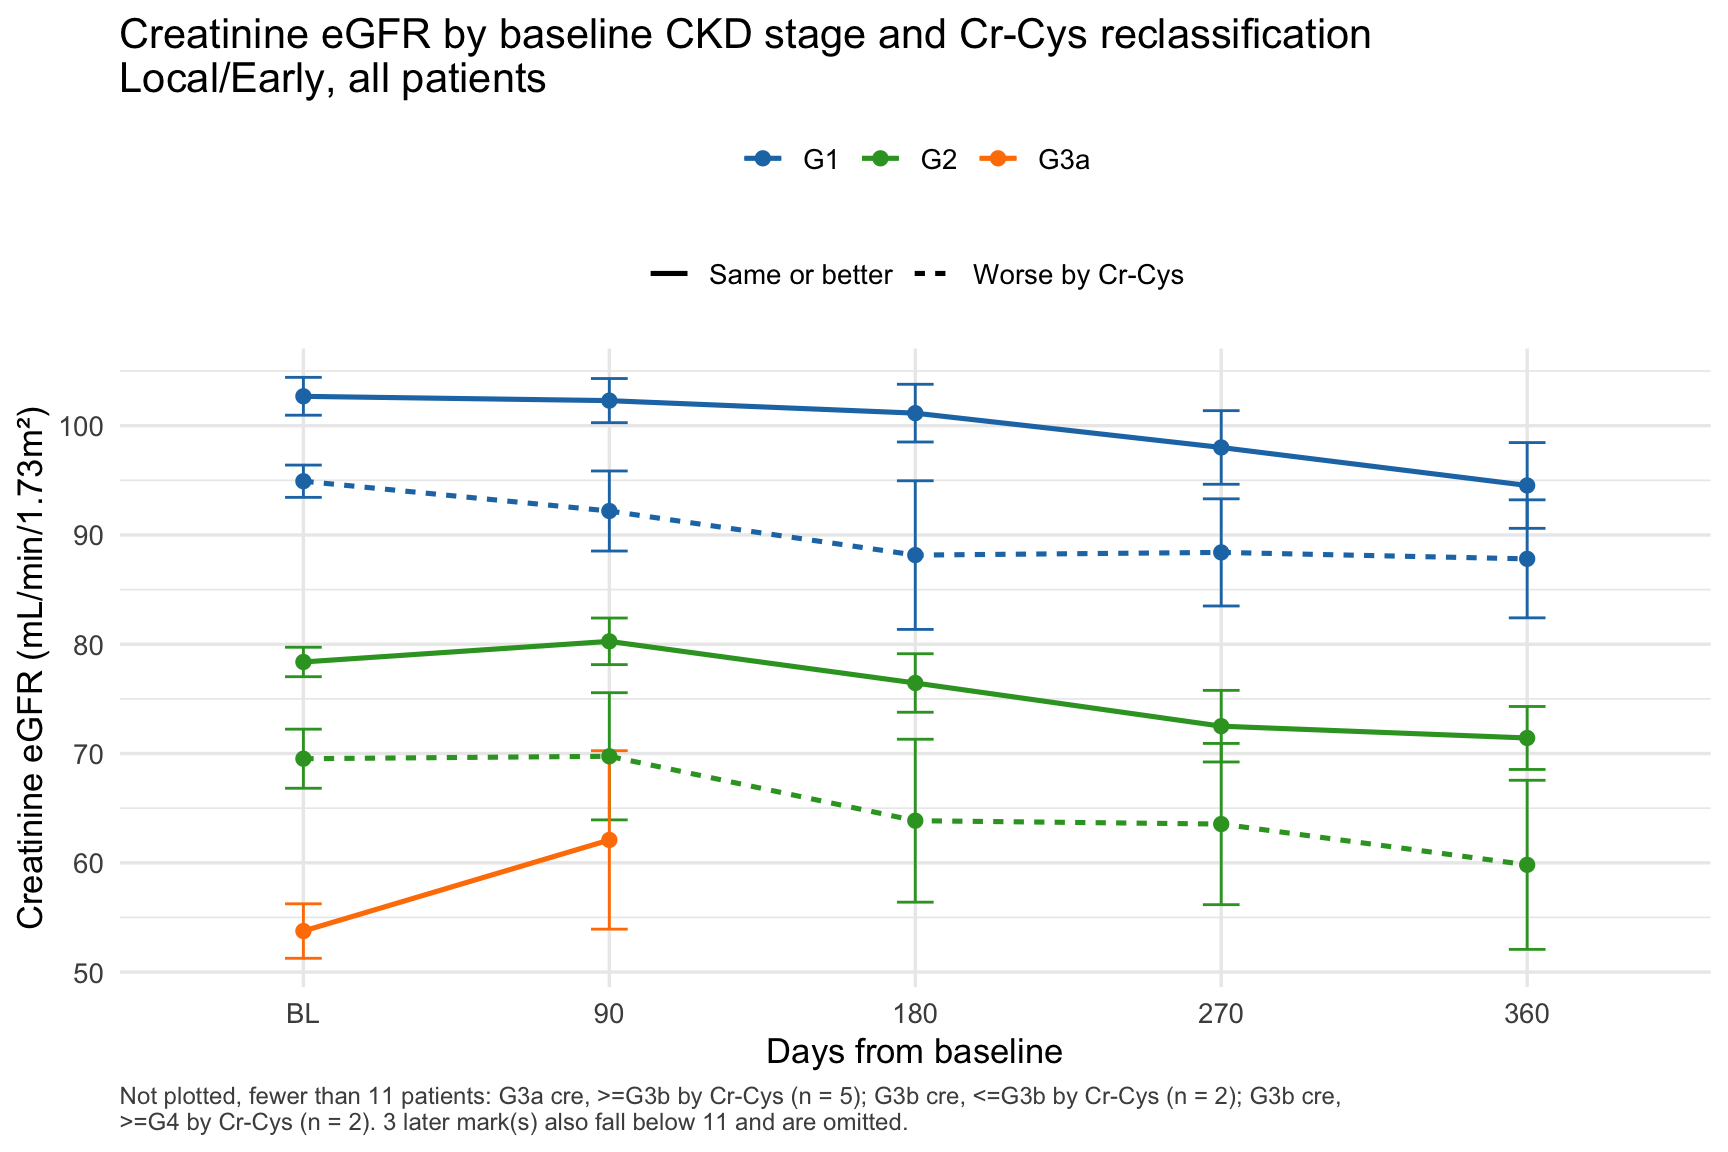 Creatinine eGFR by baseline CKD stage and Cr-Cys reclassification
Local/Early, all patients
G1 G2 G3a
Same or better Worse by Cr-Cys
Creatinine eGFR (mL/min/1.73m²)
100
90
80
70
60
50
BL 90 180 270 360
Days from baseline
Not plotted, fewer than 11 patients: G3a cre, >=G3b by Cr-Cys (n = 5); G3b cre, <=G3b by Cr-Cys (n = 2); G3b cre,
>=G4 by Cr-Cys (n = 2). 3 later mark(s) also fall below 11 and are omitted.